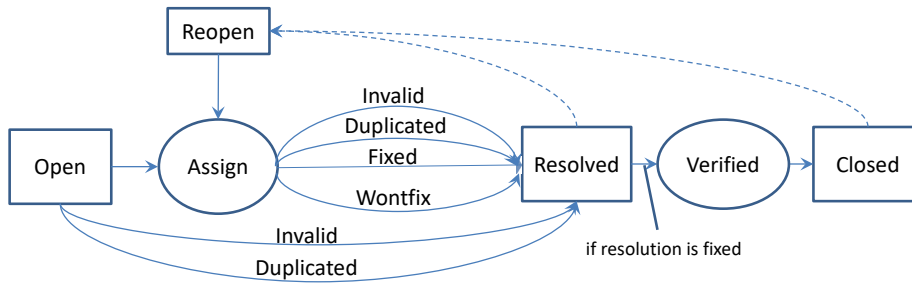 Reopen
Invalid
Duplicated
Fixed
Wontfix
Open
Assign
Resolved
Verified
Closed
Invalid
Duplicated
if resolution is fixed